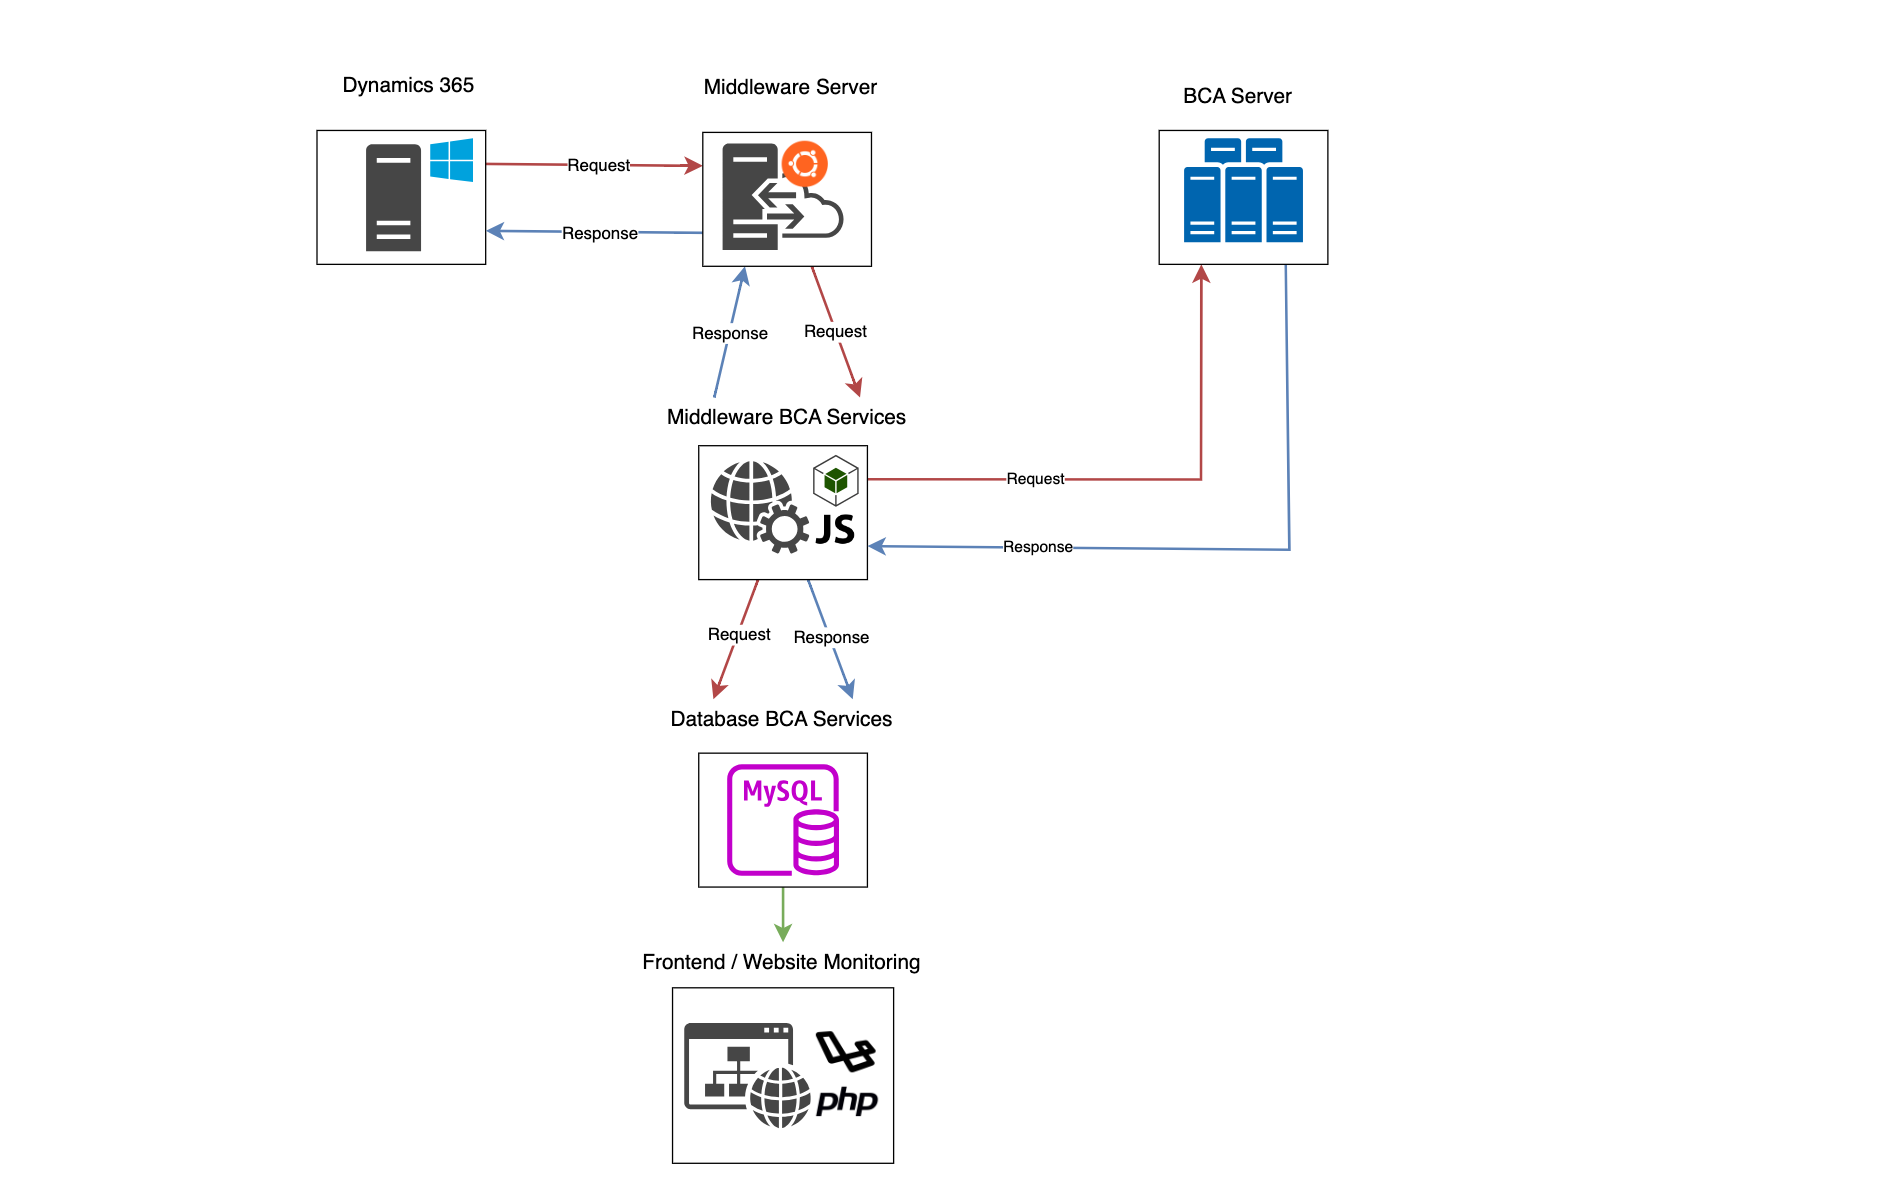 Dynamics 365
Middleware Server
BCA Server
Request
Response
Response
Request
Middleware BCA Services
JS
Request
Response
Request
Response
Database BCA Services
MySQL
Frontend / Website Monitoring
php